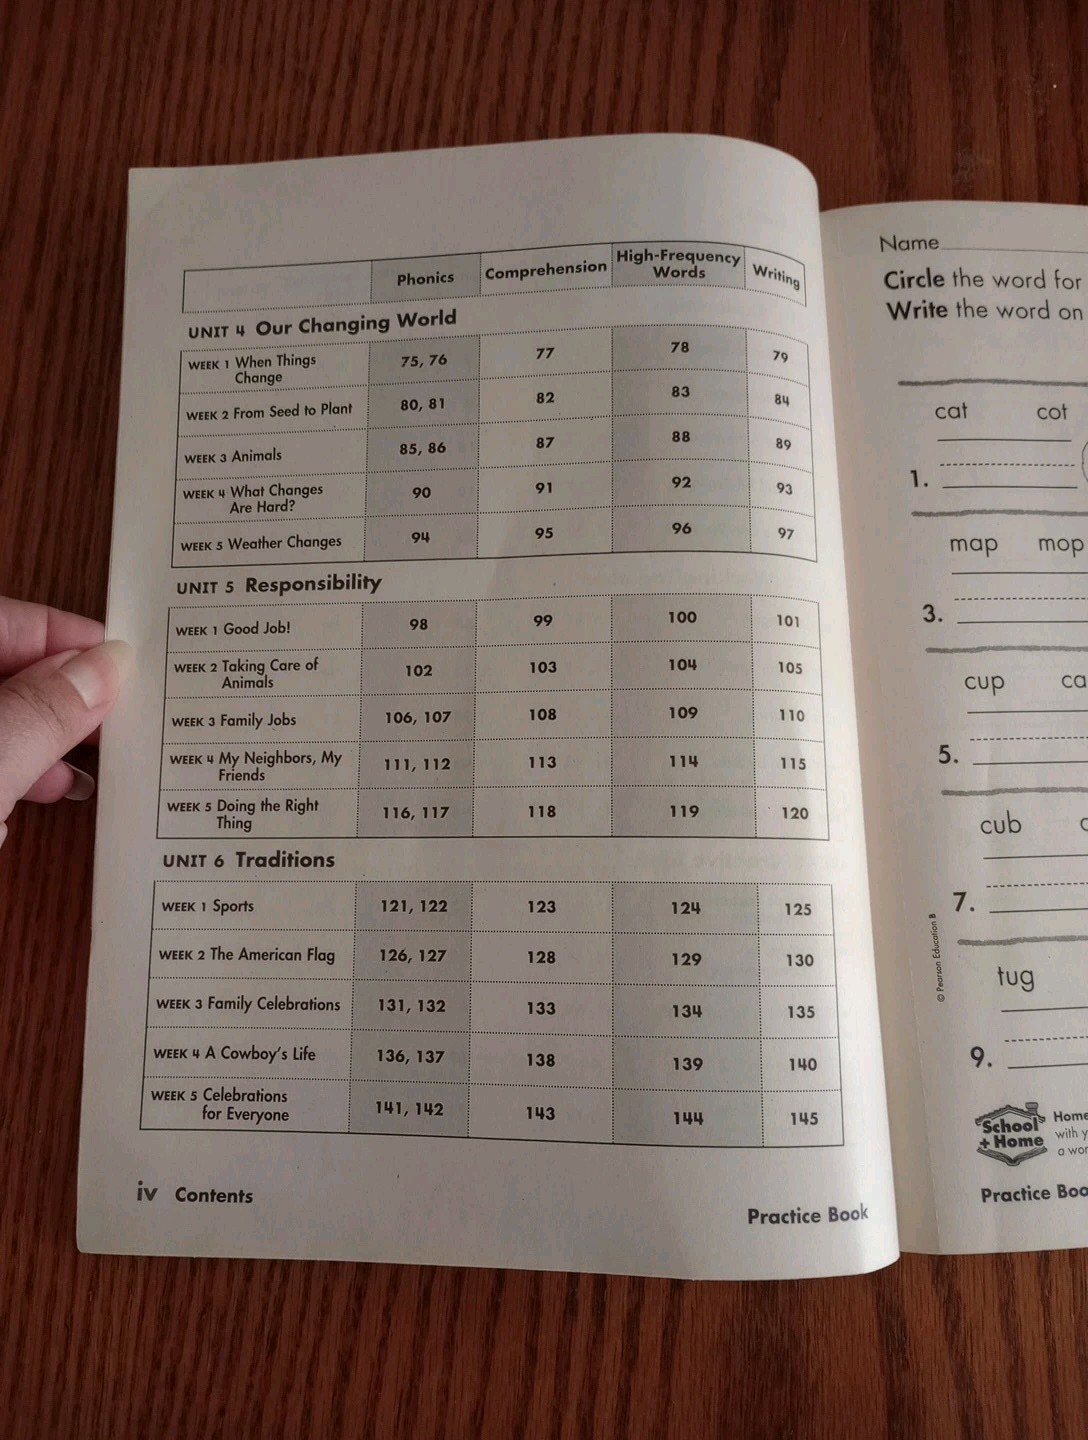 Phonics Comprehension High-Frequency Words Writing
UNIT 4 Our Changing World
WEEK 1 When Things Change 75, 76 77 78 79
WEEK 2 From Seed to Plant 80, 81 82 83 84
WEEK 3 Animals 85, 86 87 88 89
WEEK 4 What Changes Are Hard? 90 91 92 93
WEEK 5 Weather Changes 94 95 96 97
UNIT 5 Responsibility
WEEK 1 Good Job! 98 99 100 101
WEEK 2 Taking Care of Animals 102 103 104 105
WEEK 3 Family Jobs 106, 107 108 109 110
WEEK 4 My Neighbors, My Friends 111, 112 113 114 115
WEEK 5 Doing the Right Thing 116, 117 118 119 120
UNIT 6 Traditions
WEEK 1 Sports 121, 122 123 124 125
WEEK 2 The American Flag 126, 127 128 129 130
WEEK 3 Family Celebrations 131, 132 133 134 135
WEEK 4 A Cowboy's Life 136, 137 138 139 140
WEEK 5 Celebrations for Everyone 141, 142 143 144 145
iv Contents
Practice Book
Name
Circle the word for
Write the word on
cat cot
1.
map mop
3.
cup
5.
cub
7.
tug
9.
© Pearson Education B
School + Home
Home
with
a
Practice